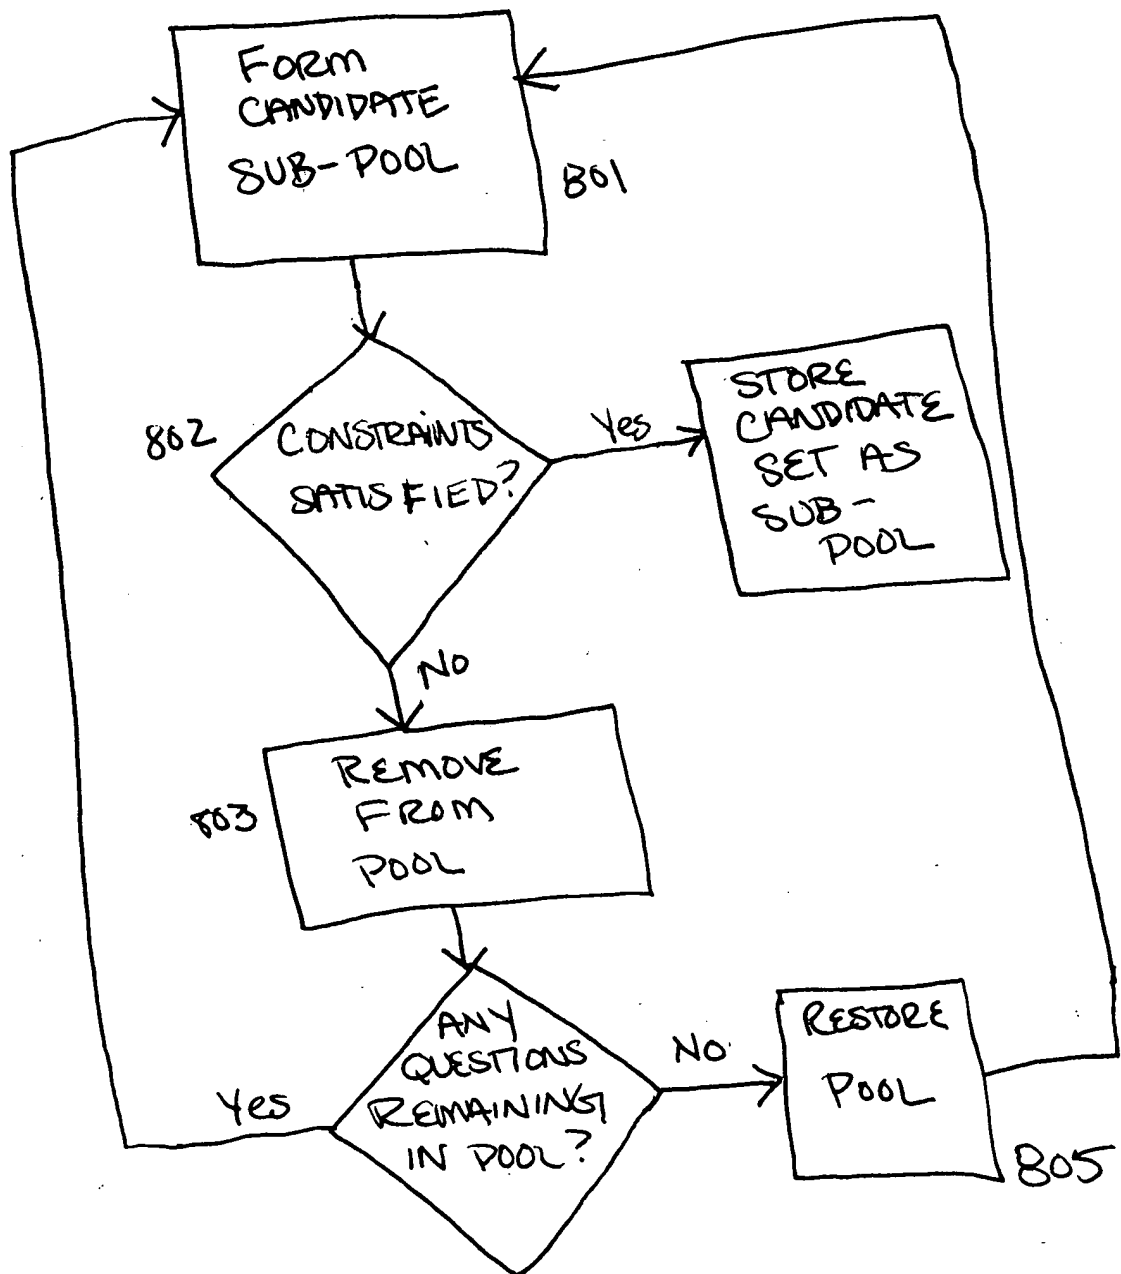 FORM
CANDIDATE
SUB-POOL
801
802
CONSTRAINTS
SATISFIED?
Yes
STORE
CANDIDATE
SET AS
SUB-
POOL
No
803
REMOVE
FROM
POOL
ANY
QUESTIONS
REMAINING
IN POOL?
Yes
No
RESTORE
POOL
805